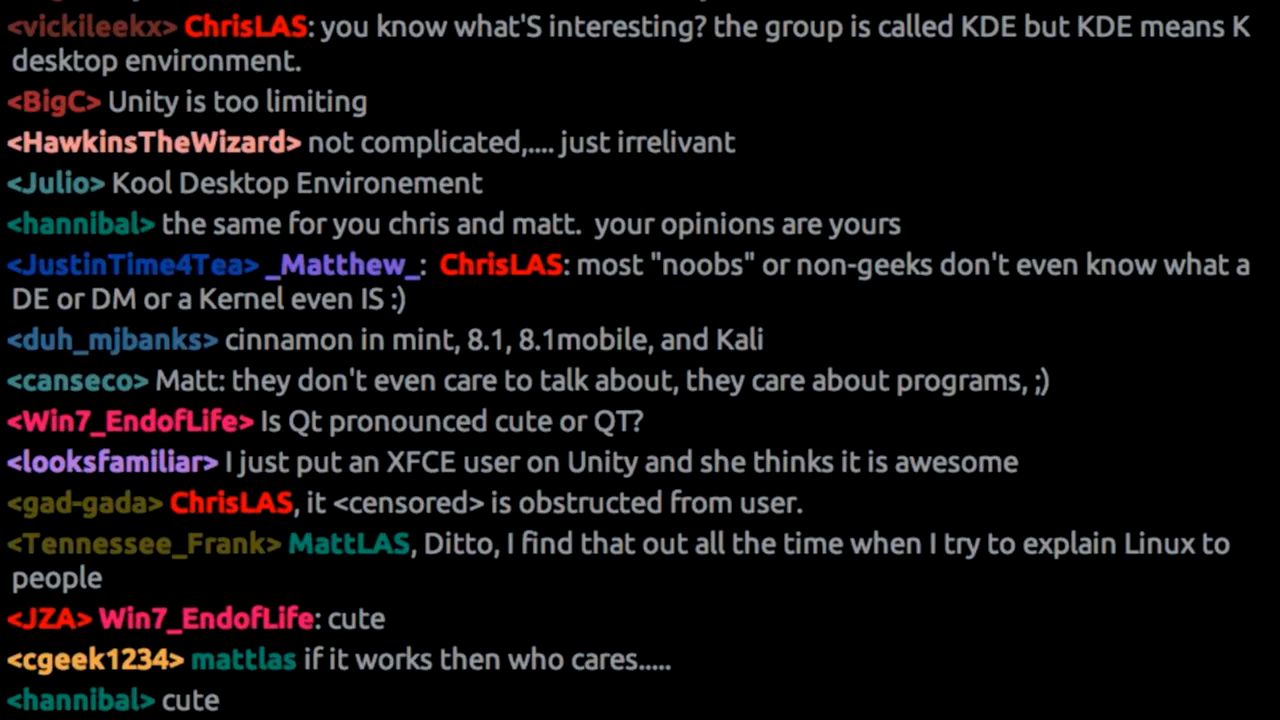 <vickileekx> ChrisLAS: you know what'S interesting? the group is called KDE but KDE means K
desktop environment.
<BigC> Unity is too limiting
<HawkinsTheWizard> not complicated,.... just irrelivant
<Julio> Kool Desktop Environement
<hannibal> the same for you chris and matt.  your opinions are yours
<JustinTime4Tea> _Matthew_:  ChrisLAS: most "noobs" or non-geeks don't even know what a
DE or DM or a Kernel even IS :)
<duh_mjbanks> cinnamon in mint, 8.1, 8.1mobile, and Kali
<canseco> Matt: they don't even care to talk about, they care about programs, ;)
<Win7_EndofLife> Is Qt pronounced cute or QT?
<looksfamiliar> I just put an XFCE user on Unity and she thinks it is awesome
<gad-gada> ChrisLAS, it <censored> is obstructed from user.
<Tennessee_Frank> MattLAS, Ditto, I find that out all the time when I try to explain Linux to
people
<JZA> Win7_EndofLife: cute
<cgeek1234> mattlas if it works then who cares.....
<hannibal> cute